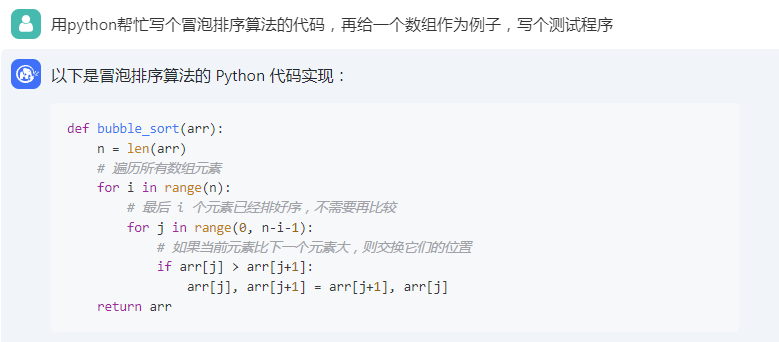 用python帮忙写个冒泡排序算法的代码，再给一个数组作为例子，写个测试程序
以下是冒泡排序算法的 Python 代码实现：
def bubble_sort(arr):
    n = len(arr)
    # 遍历所有数组元素
    for i in range(n):
        # 最后 i 个元素已经排好序，不需要再比较
        for j in range(0, n-i-1):
            # 如果当前元素比下一个元素大，则交换它们的位置
            if arr[j] > arr[j+1]:
                arr[j], arr[j+1] = arr[j+1], arr[j]
    return arr